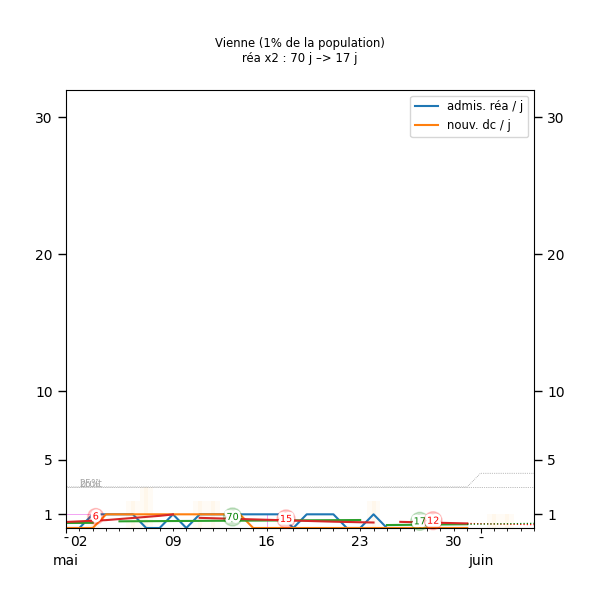 Vienne (1% de la population)
réa x2 : 70 j –> 17 j
admis. réa / j
nouv. dc / j
30 30
20 20
10 10
5 5
1 1
6 70 15 17 12
02 09 16 23 30
mai juin